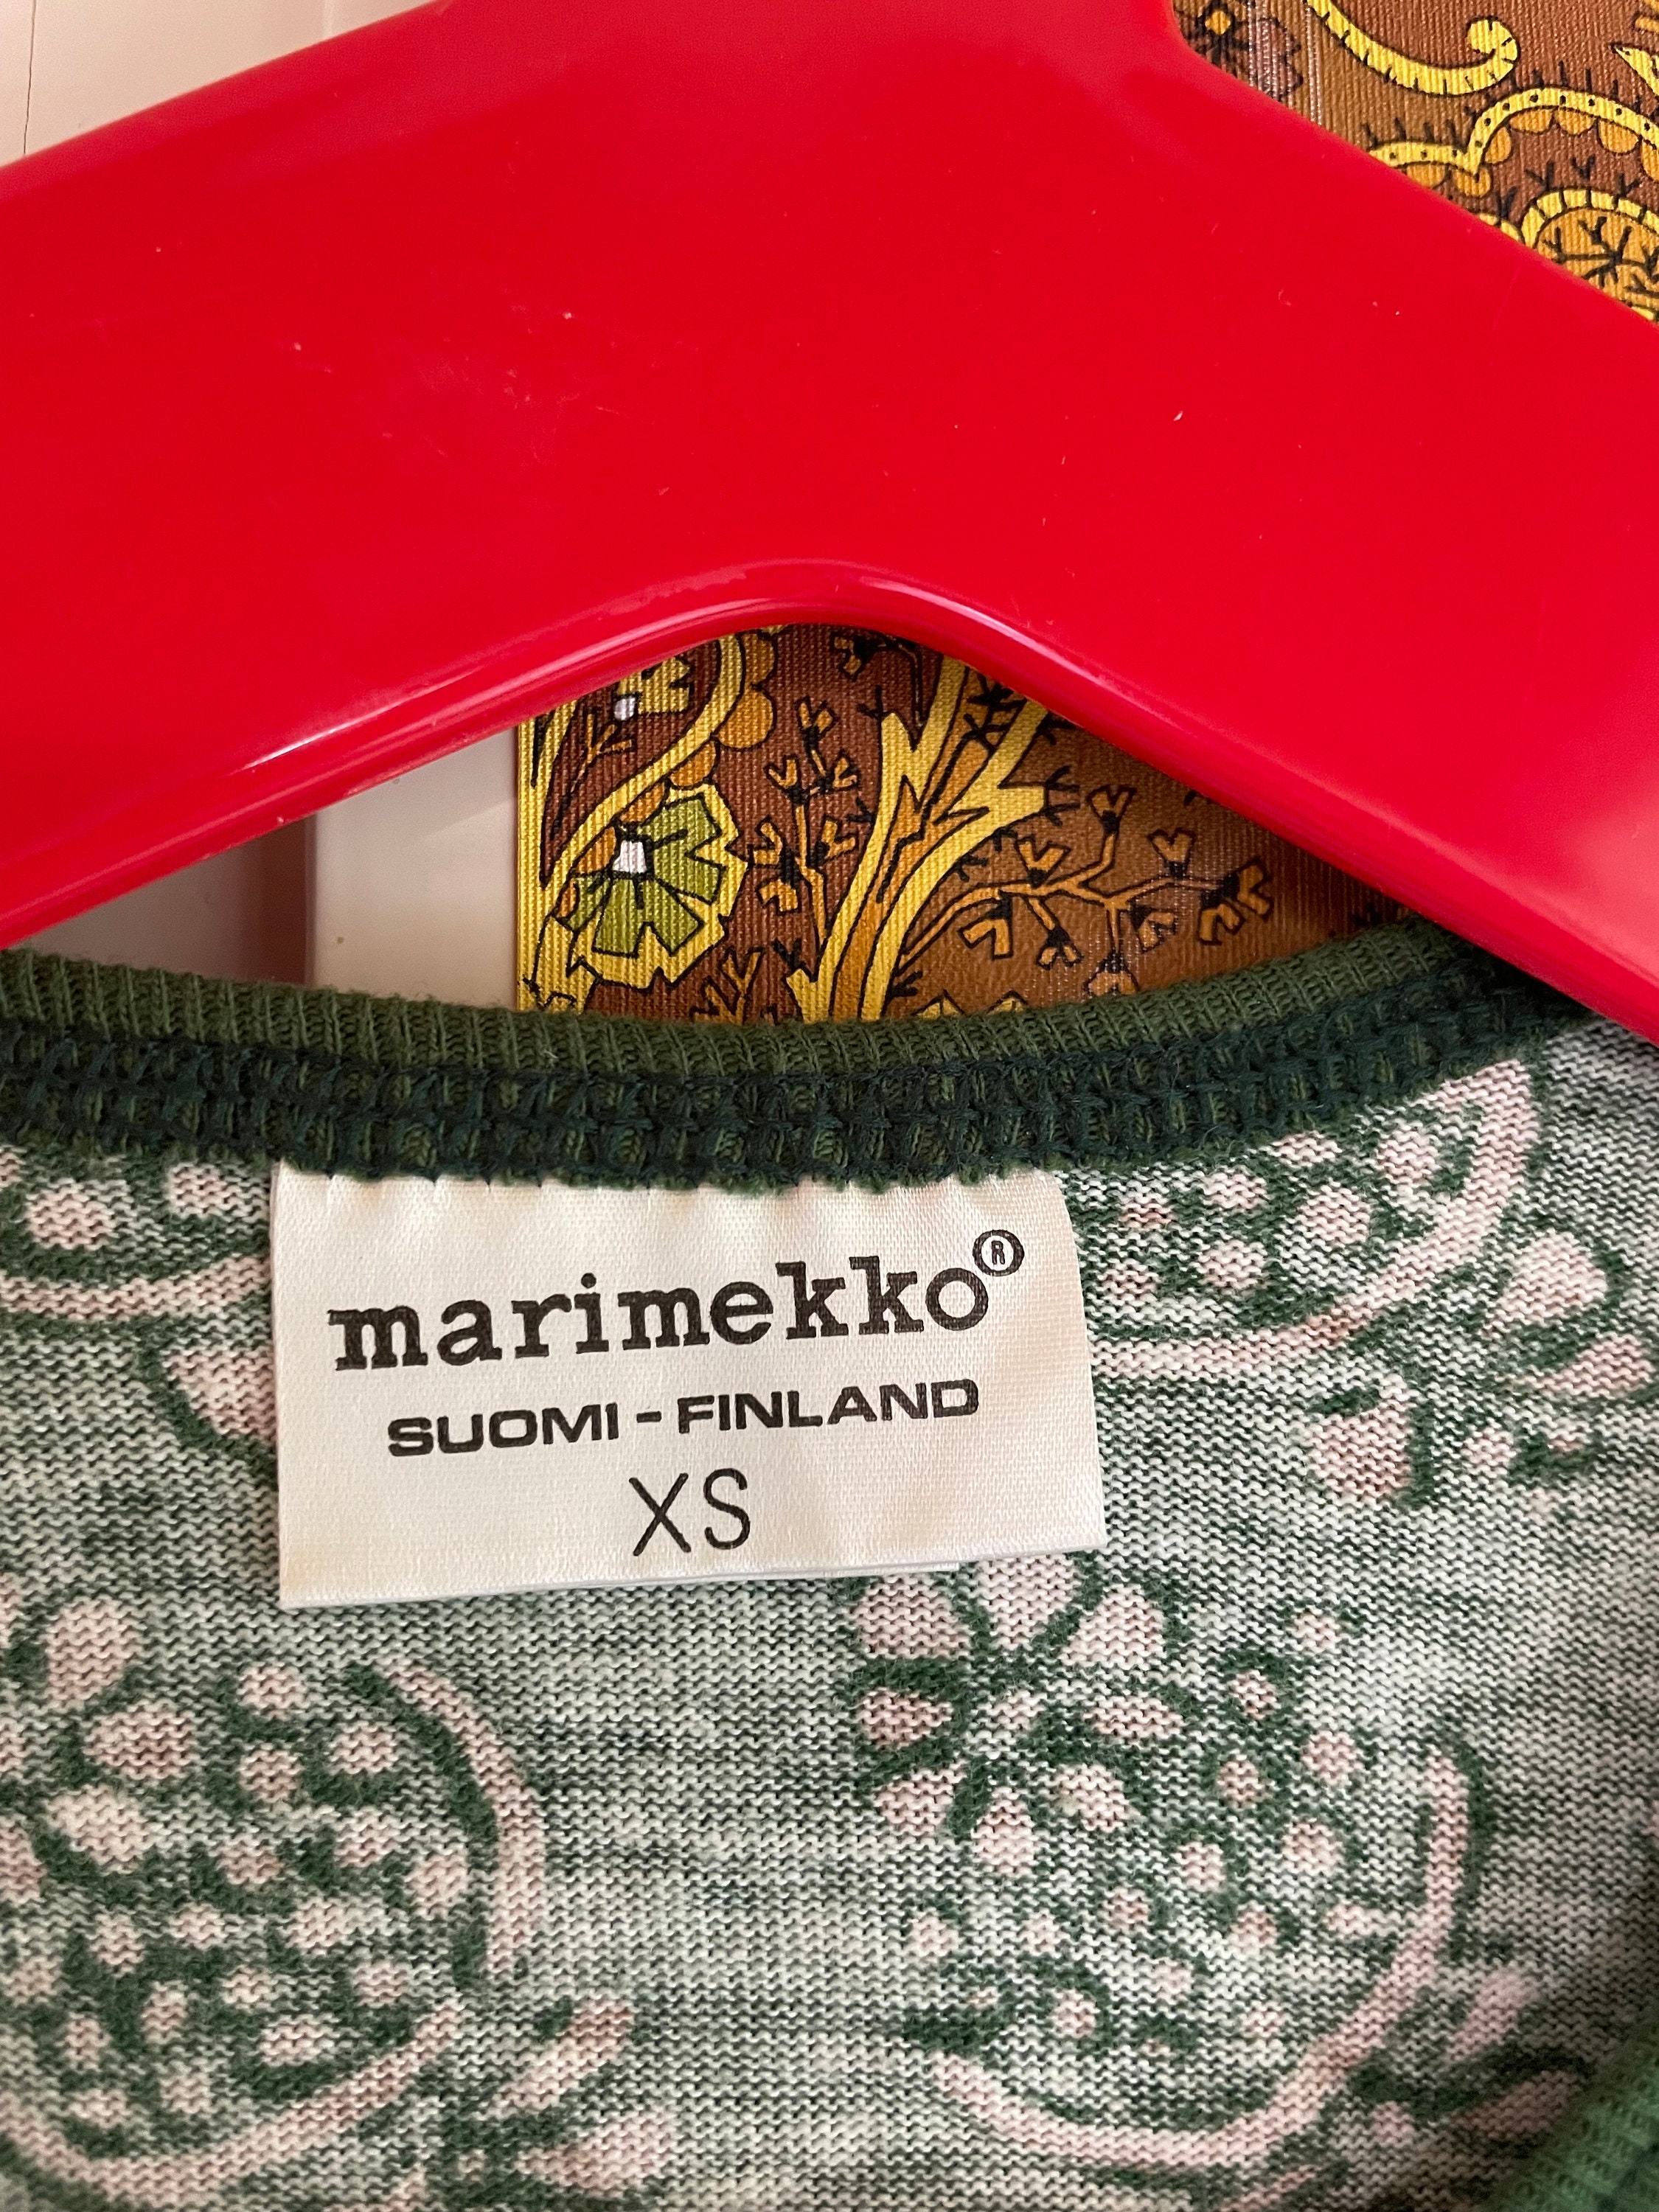 marimekko®
SUOMI - FINLAND
XS